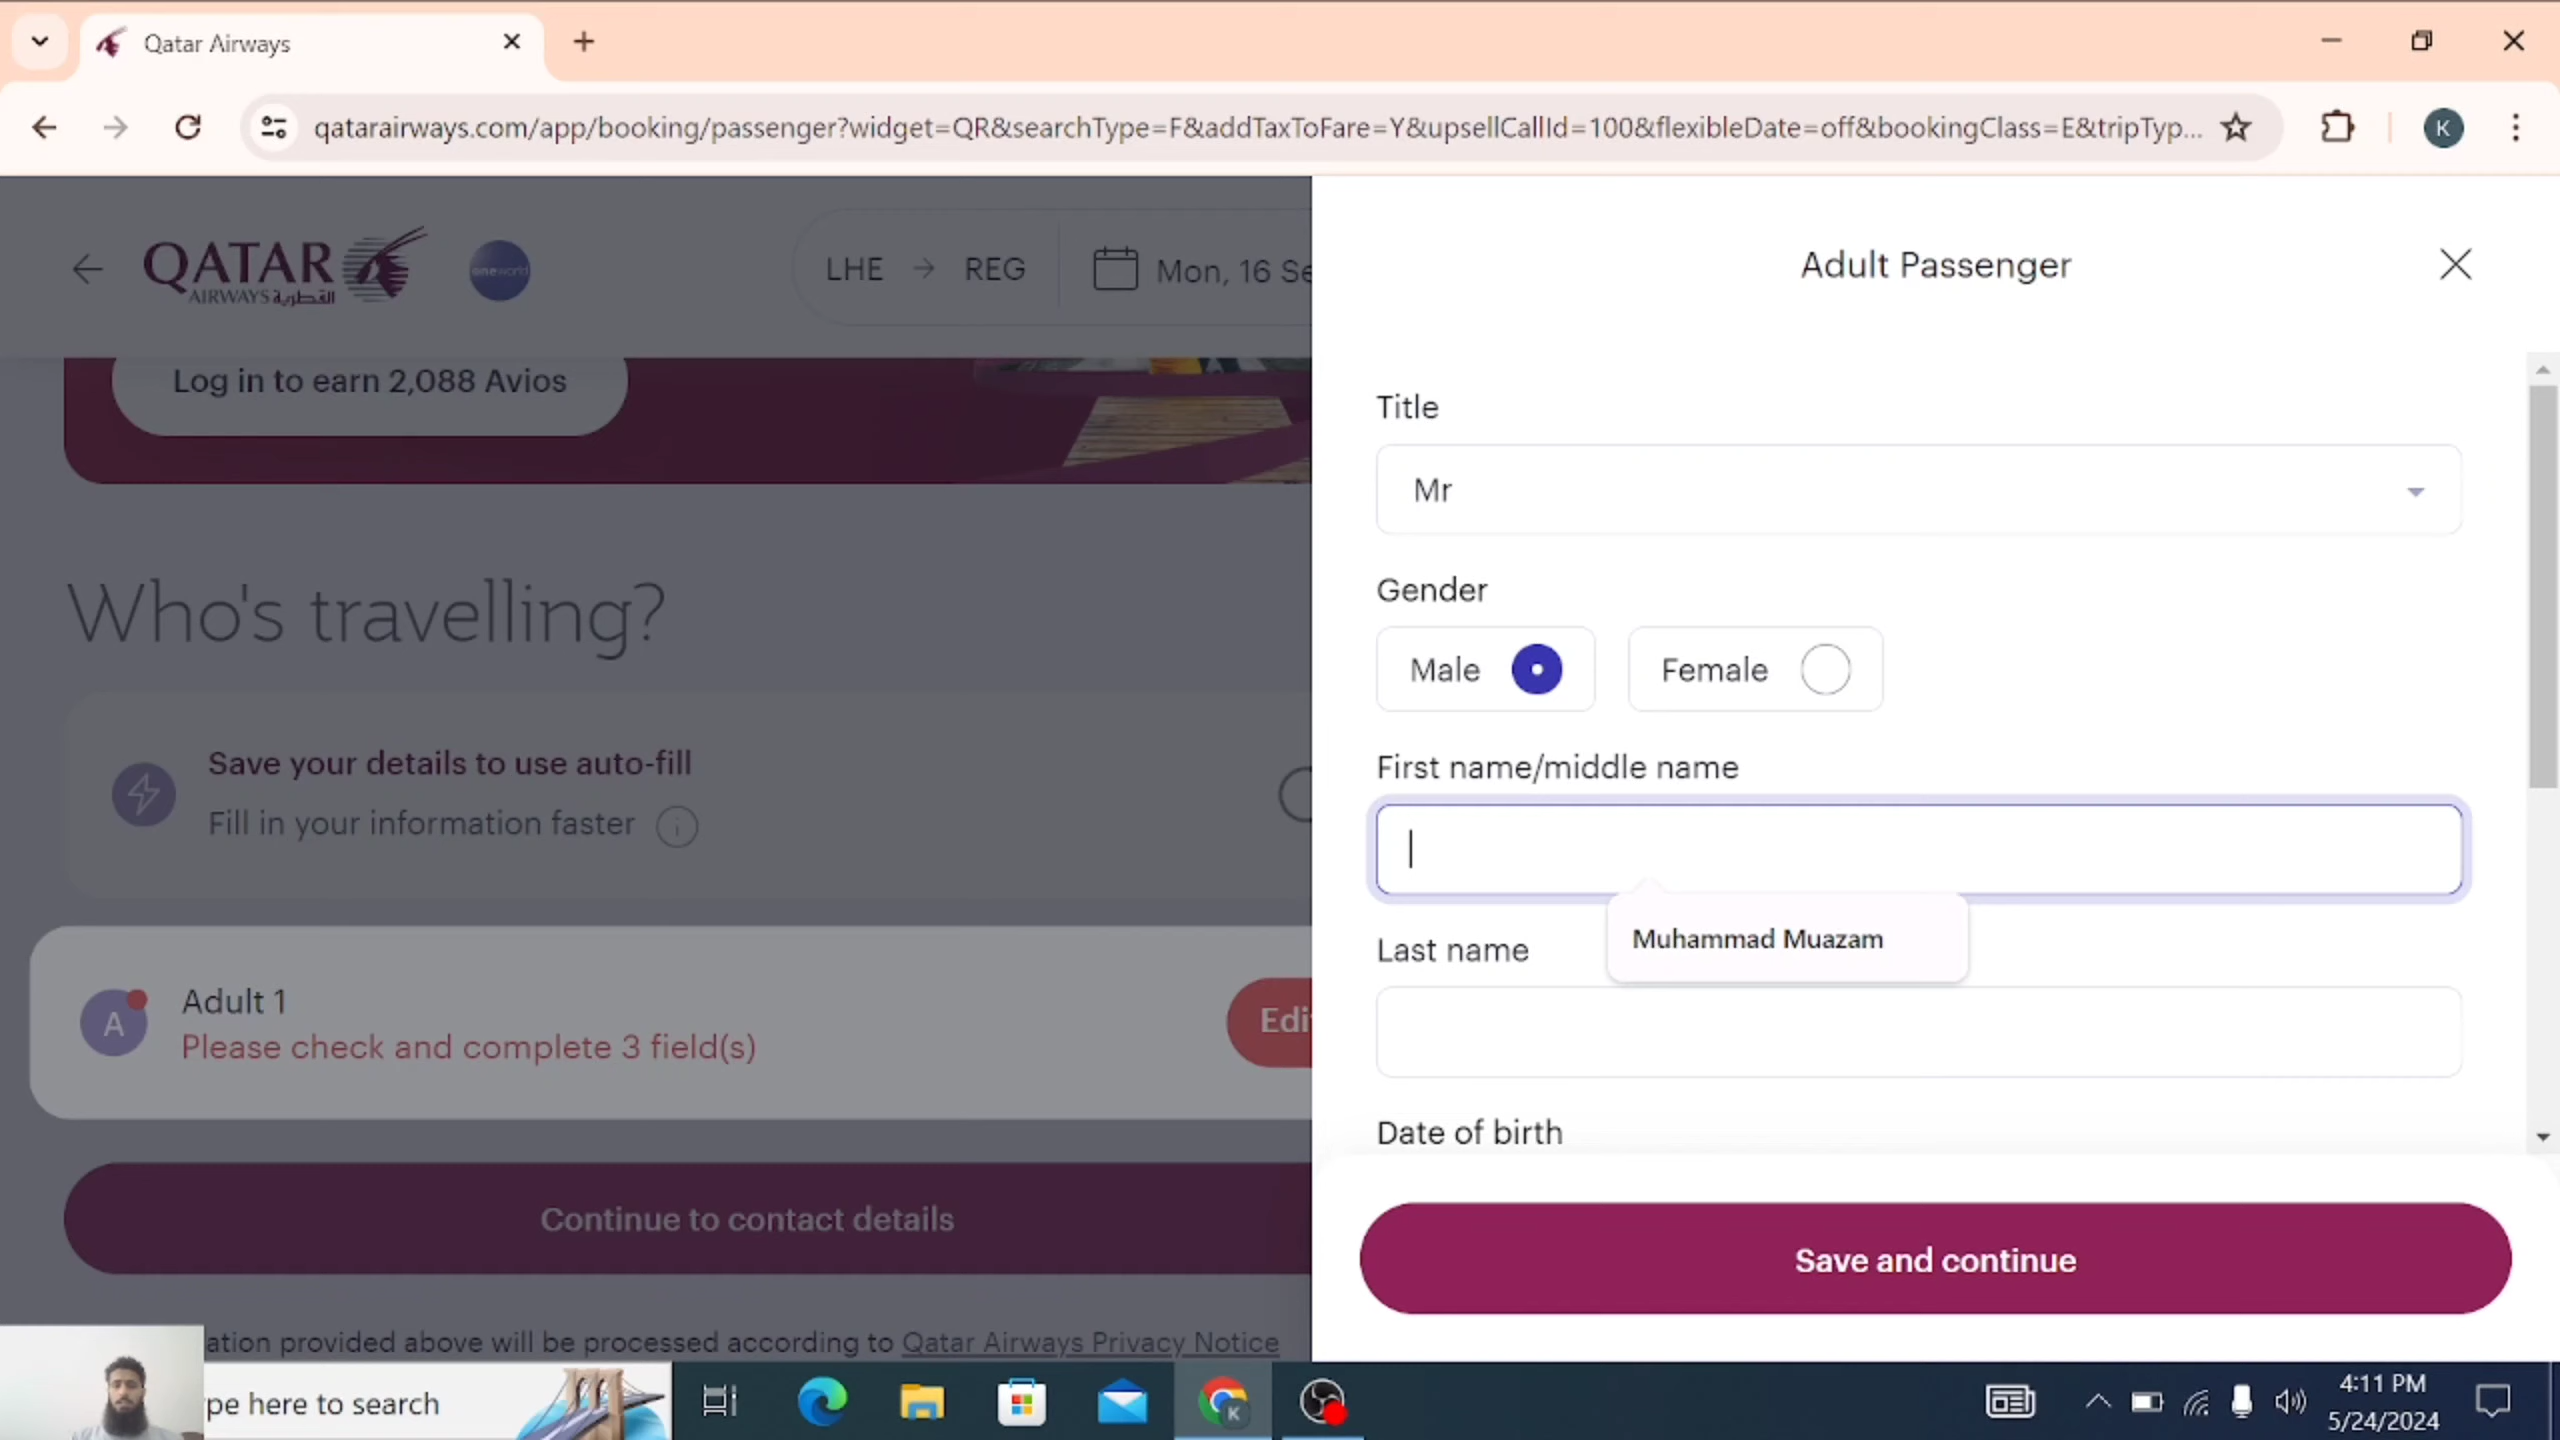 Qatar Airways
qatarairways.com/app/booking/passenger?widget=QR&searchType=F&addTaxToFare=Y&upsellCallId=100&flexibleDate=off&bookingClass=E&tripTyp...
K
QATAR
AIRWAYS القطرية
oneworld
LHE → REG
Mon, 16 Se
Log in to earn 2,088 Avios
Who's travelling?
Save your details to use auto-fill
Fill in your information faster
A
Adult 1
Please check and complete 3 field(s)
Edi
Continue to contact details
ation provided above will be processed according to Qatar Airways Privacy Notice
Adult Passenger
Title
Mr
Gender
Male
Female
First name/middle name
Muhammad Muazam
Last name
Date of birth
Save and continue
pe here to search
K
4:11 PM
5/24/2024